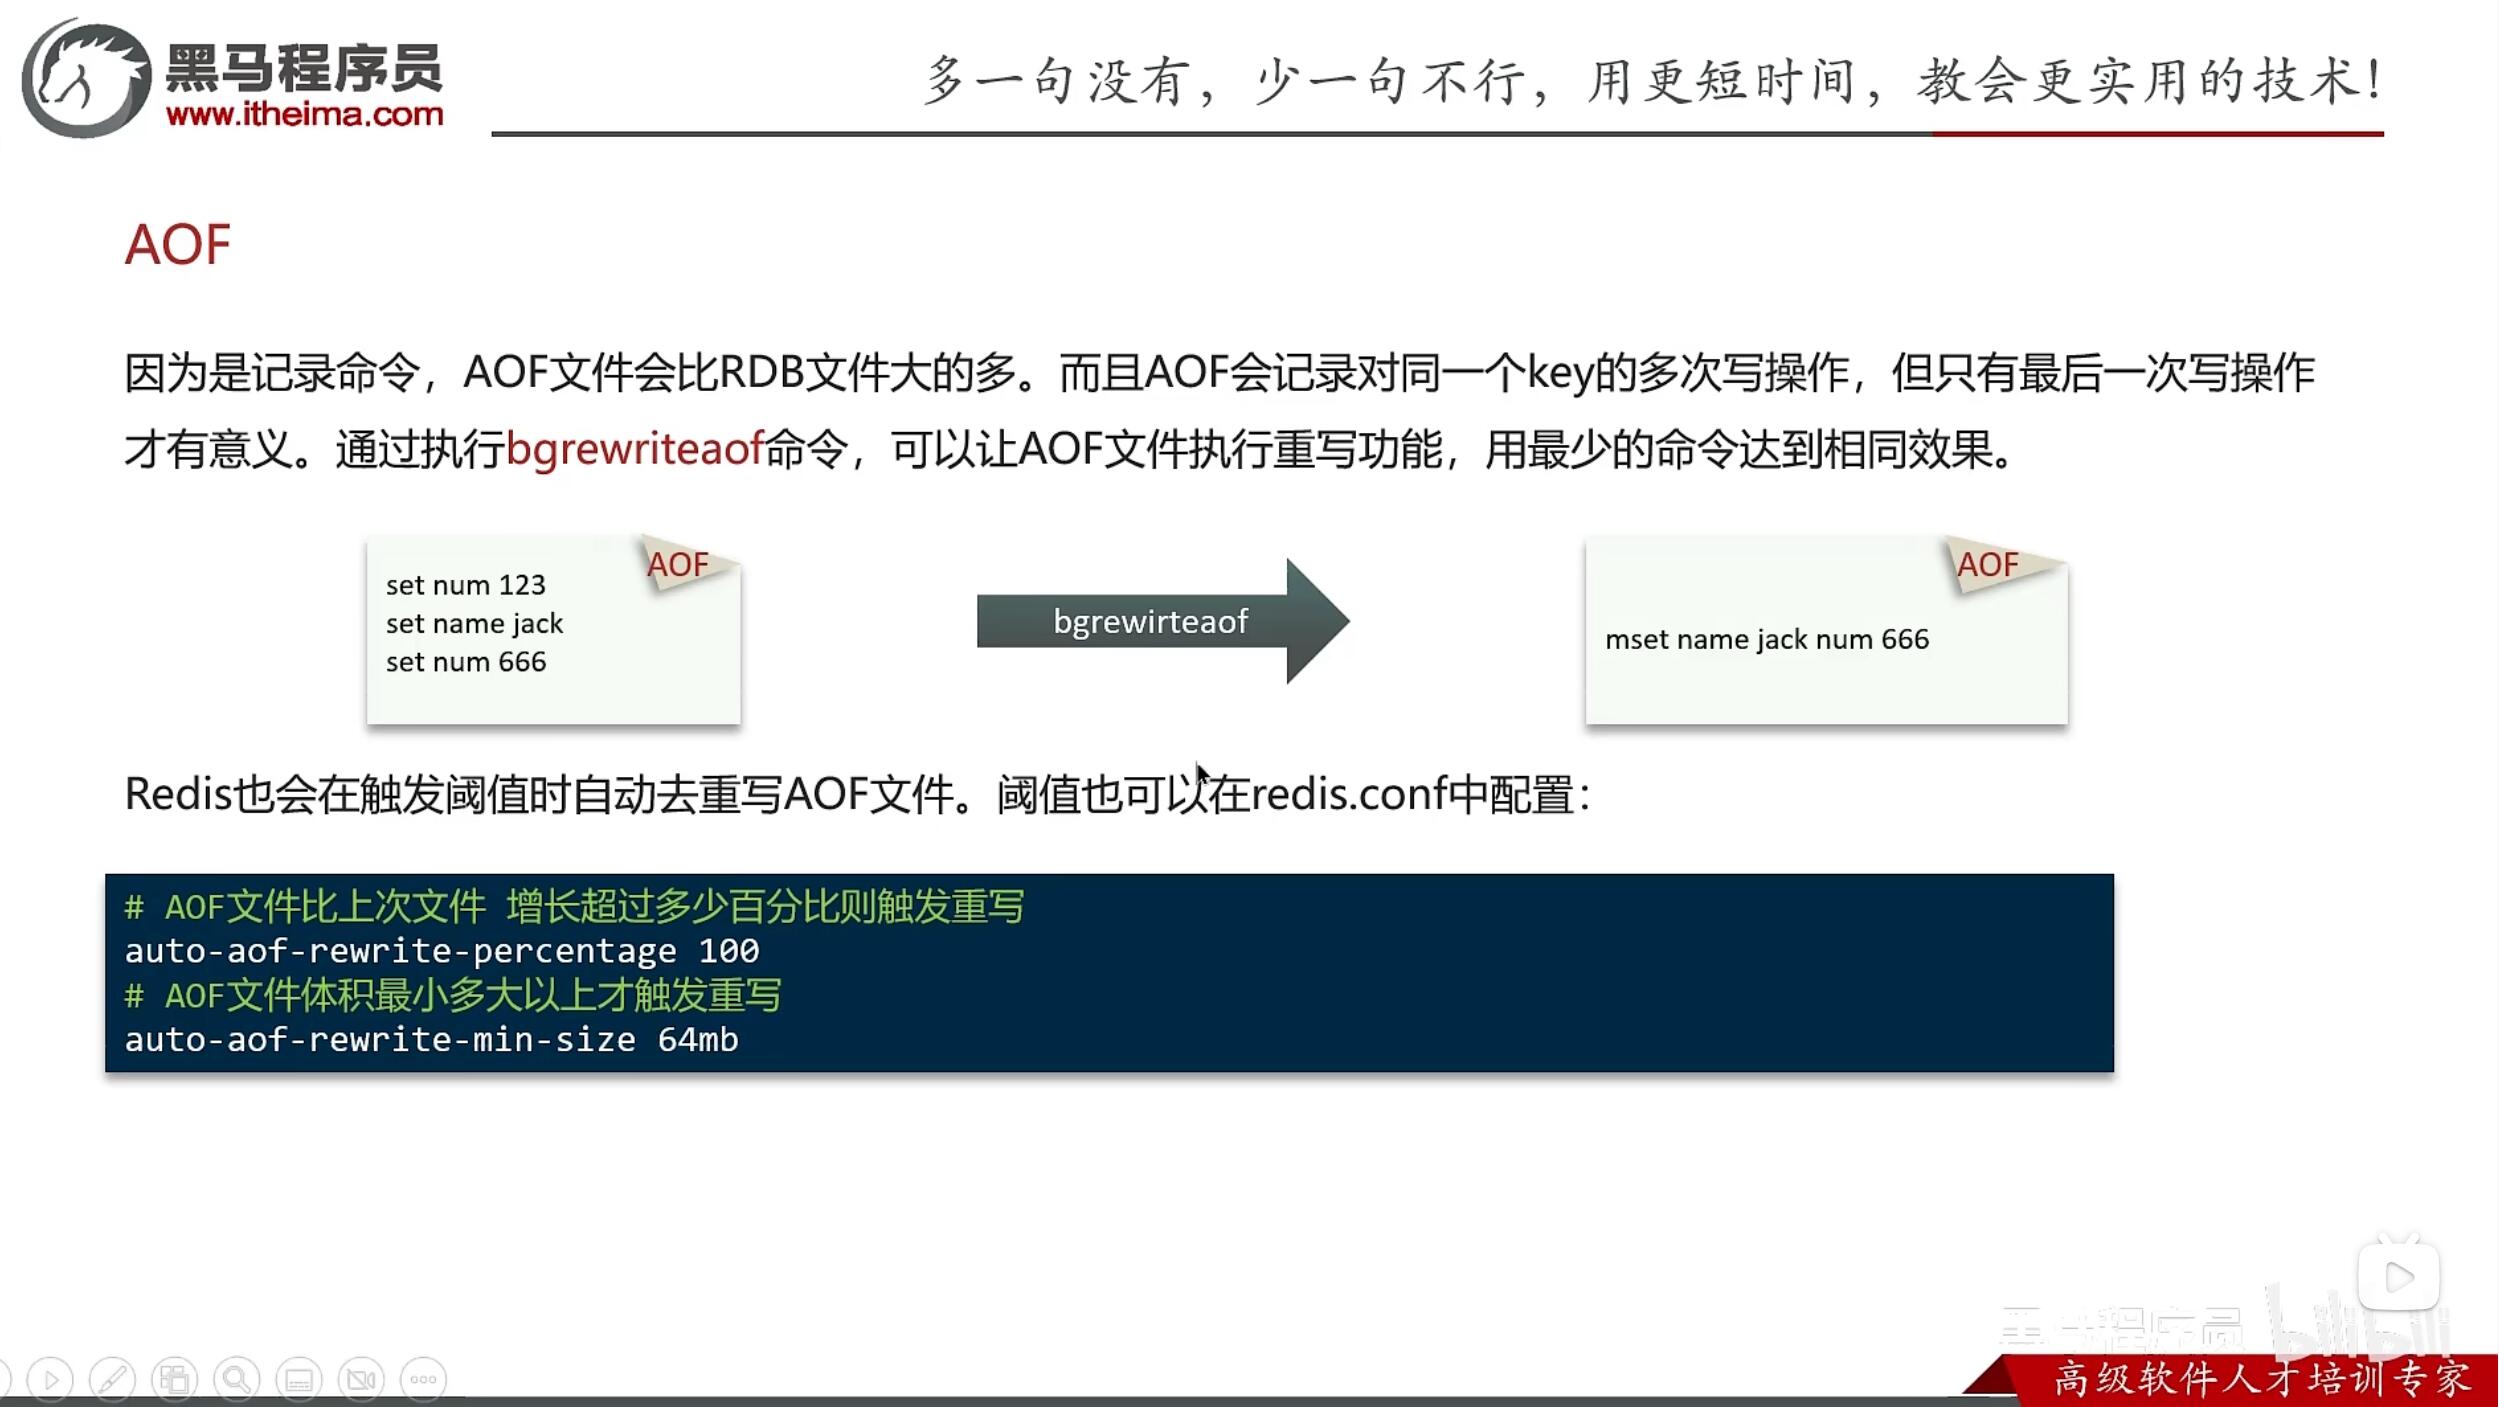 黑马程序员
www.itheima.com
多一句没有，少一句不行，用更短时间，教会更实用的技术！
AOF
因为是记录命令，AOF文件会比RDB文件大的多。而且AOF会记录对同一个key的多次写操作，但只有最后一次写操作
才有意义。通过执行bgrewriteaof命令，可以让AOF文件执行重写功能，用最少的命令达到相同效果。
AOF
set num 123
set name jack
set num 666
bgrewirteaof
AOF
mset name jack num 666
Redis也会在触发阈值时自动去重写AOF文件。阈值也可以在redis.conf中配置：
# AOF文件比上次文件 增长超过多少百分比则触发重写
auto-aof-rewrite-percentage 100
# AOF文件体积最小多大以上才触发重写
auto-aof-rewrite-min-size 64mb
黑马程序员 bilibili
高级软件人才培训专家